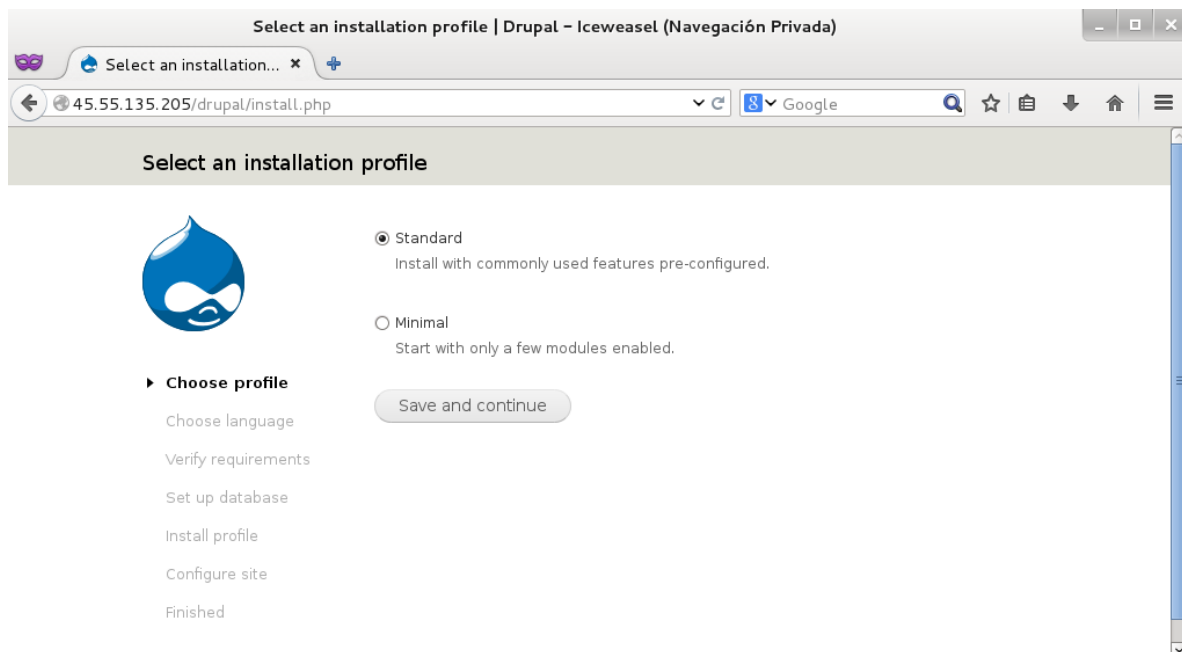 Select an installation profile | Drupal – Iceweasel (Navegación Privada)
Select an installation...
45.55.135.205/drupal/install.php
Google
Select an installation profile
Standard
Install with commonly used features pre-configured.
Minimal
Start with only a few modules enabled.
Save and continue
Choose profile
Choose language
Verify requirements
Set up database
Install profile
Configure site
Finished